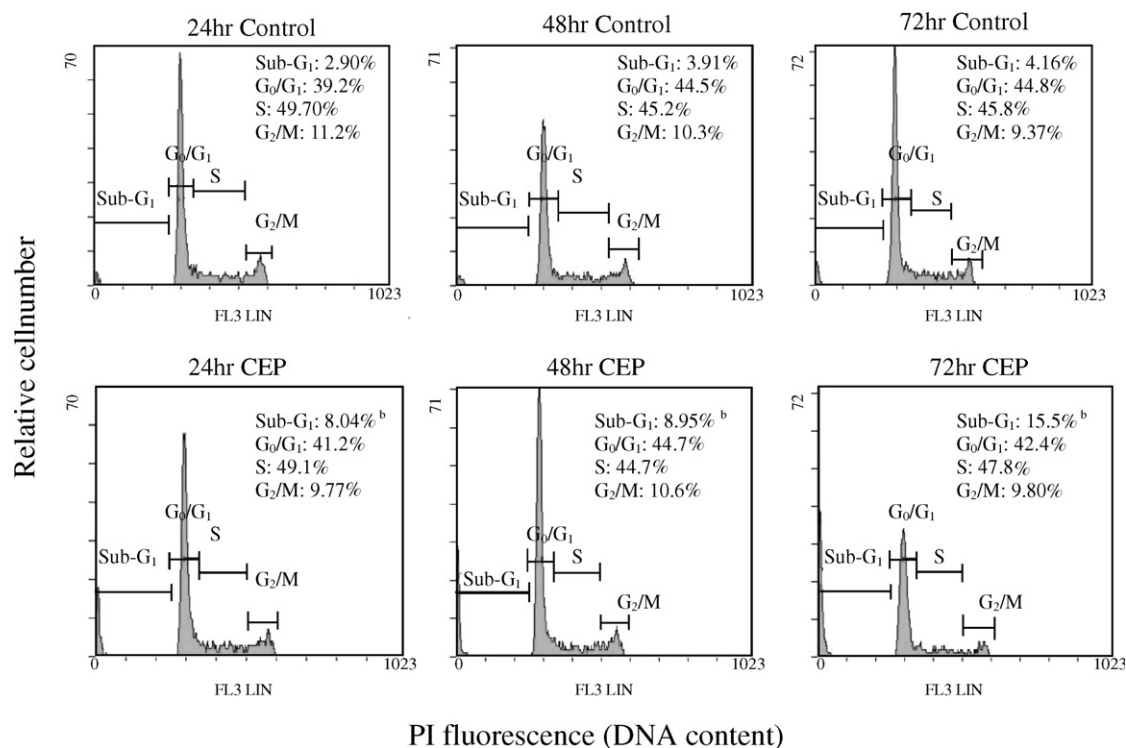 24hr Control
70
Sub-G₁: 2.90%
G₀/G₁: 39.2%
S: 49.70%
G₂/M: 11.2%
G₀/G₁
S
Sub-G₁
G₂/M
0
1023
FL3 LIN
48hr Control
71
Sub-G₁: 3.91%
G₀/G₁: 44.5%
S: 45.2%
G₂/M: 10.3%
G₀/G₁
S
Sub-G₁
G₂/M
0
1023
FL3 LIN
72hr Control
72
Sub-G₁: 4.16%
G₀/G₁: 44.8%
S: 45.8%
G₂/M: 9.37%
G₀/G₁
Sub-G₁
S
G₂/M
0
1023
FL3 LIN
Relative cellnumber
24hr CEP
70
Sub-G₁: 8.04% ᵇ
G₀/G₁: 41.2%
S: 49.1%
G₂/M: 9.77%
G₀/G₁
S
Sub-G₁
G₂/M
0
1023
FL3 LIN
48hr CEP
71
Sub-G₁: 8.95% ᵇ
G₀/G₁: 44.7%
S: 44.7%
G₂/M: 10.6%
G₀/G₁
S
Sub-G₁
G₂/M
0
1023
FL3 LIN
72hr CEP
72
Sub-G₁: 15.5% ᵇ
G₀/G₁: 42.4%
S: 47.8%
G₂/M: 9.80%
G₀/G₁
Sub-G₁
S
G₂/M
0
1023
FL3 LIN
PI fluorescence (DNA content)